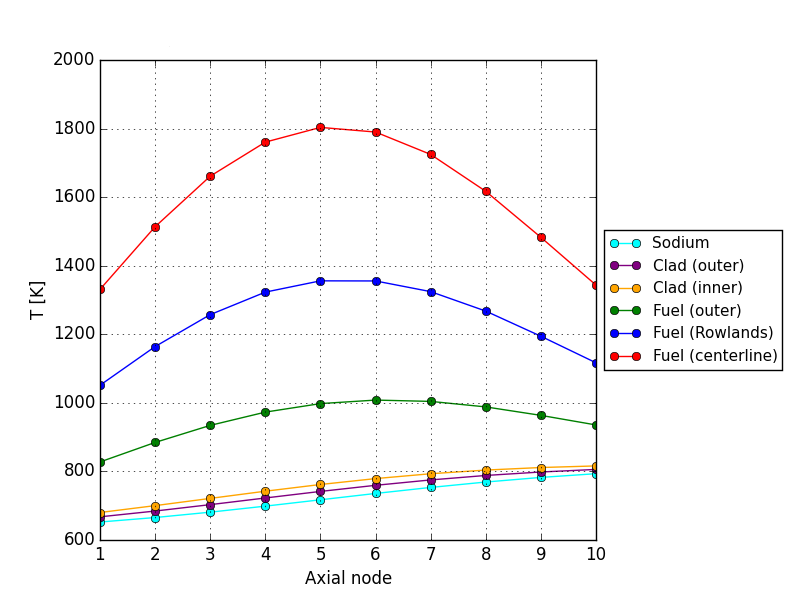 2000
1800
1600
1400
1200
1000
800
600
T [K]
1
2
3
4
5
6
7
8
9
10
Axial node
Sodium
Clad (outer)
Clad (inner)
Fuel (outer)
Fuel (Rowlands)
Fuel (centerline)